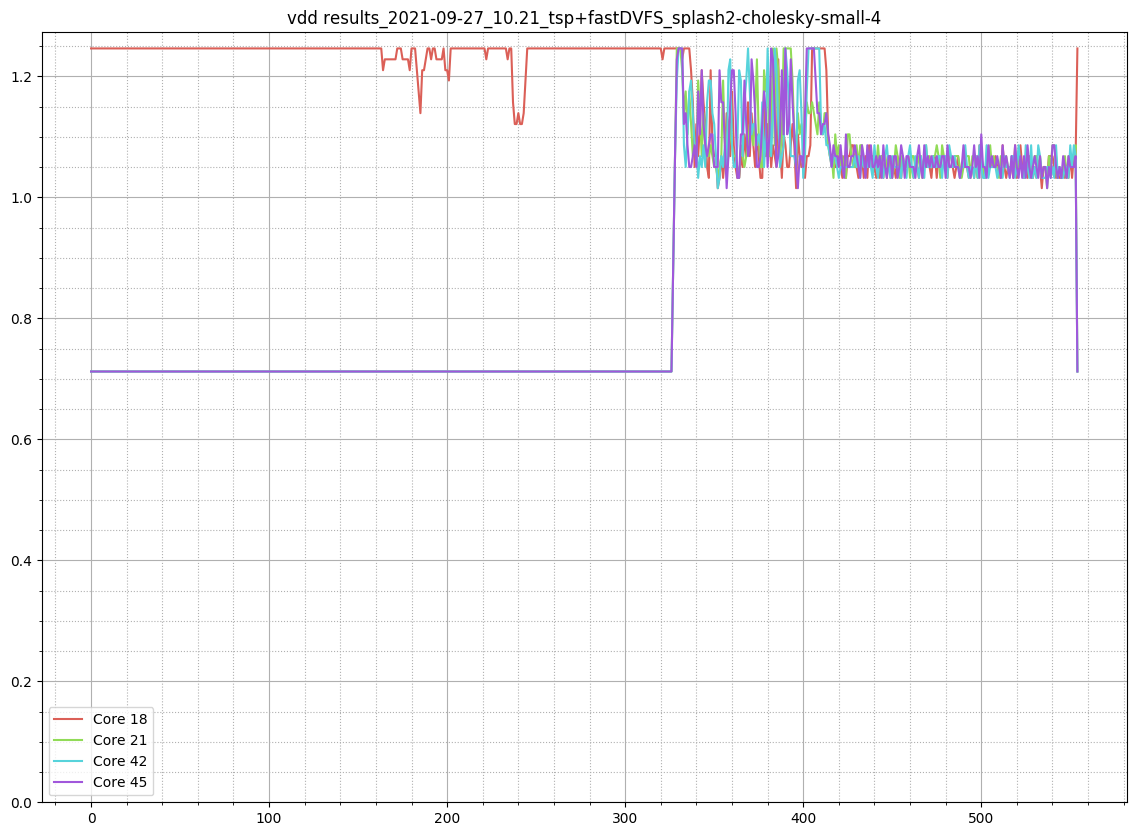 vdd results_2021-09-27_10.21_tsp+fastDVFS_splash2-cholesky-small-4
1.2
1.0
0.8
0.6
0.4
0.2
0.0
Core 18
Core 21
Core 42
Core 45
0 100 200 300 400 500